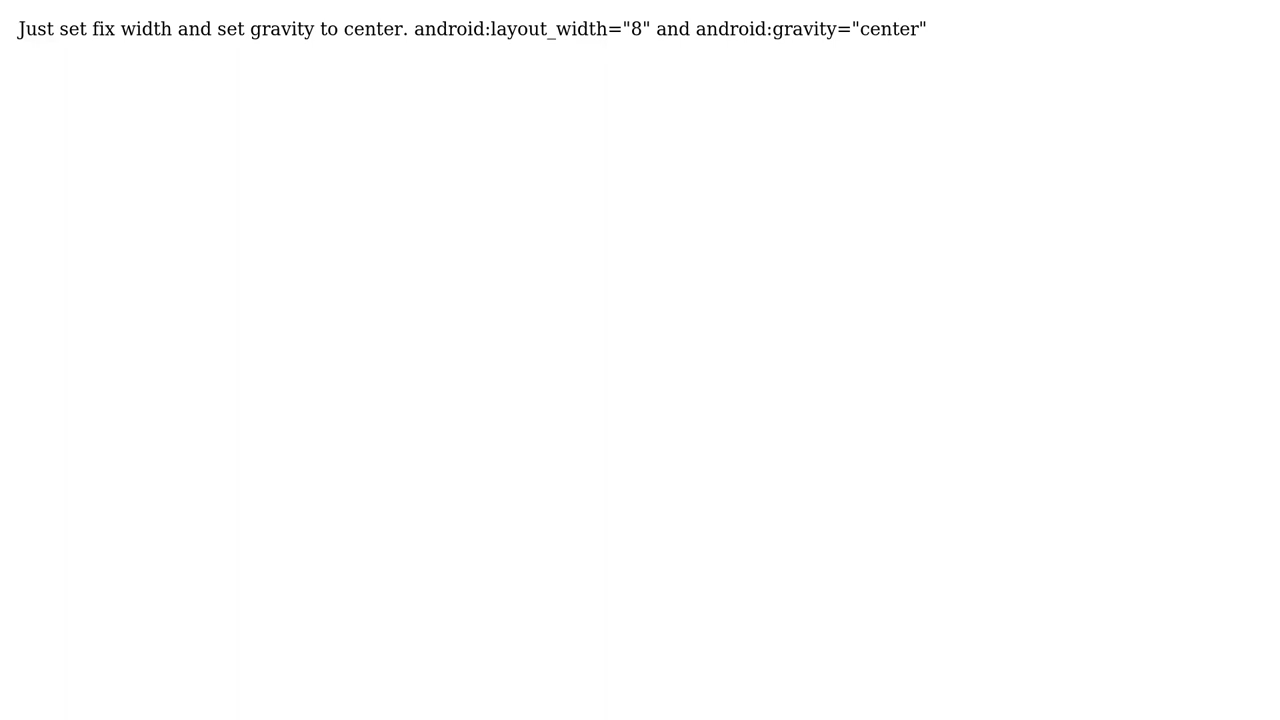 Just set fix width and set gravity to center. android:layout_width="8" and android:gravity="center"